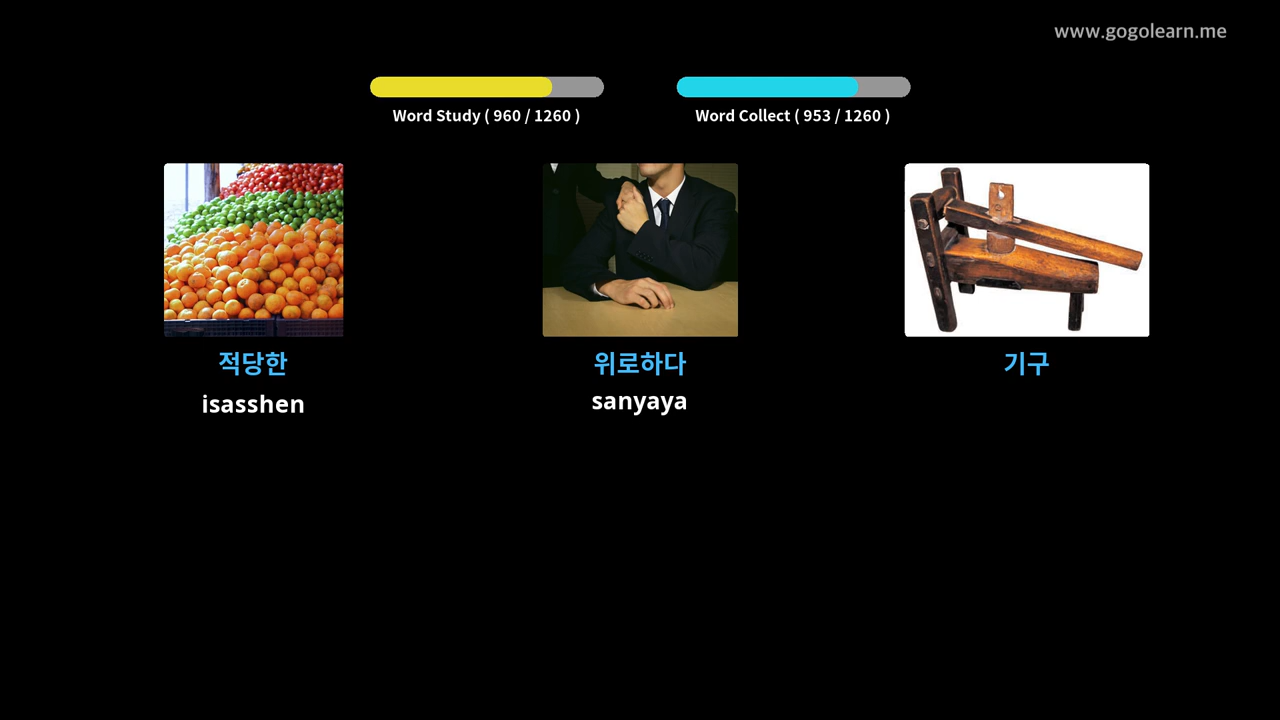 www.gogolearn.me
Word Study ( 960 / 1260 )
Word Collect ( 953 / 1260 )
적당한
isasshen
위로하다
sanyaya
기구